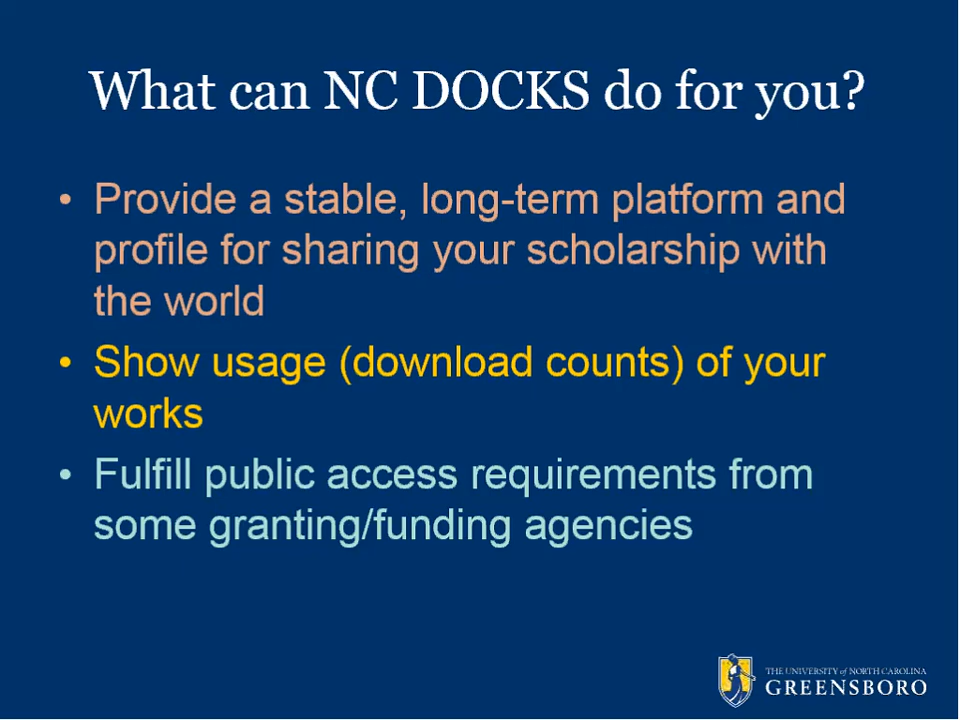 What can NC DOCKS do for you?
• Provide a stable, long-term platform and
profile for sharing your scholarship with
the world
• Show usage (download counts) of your
works
• Fulfill public access requirements from
some granting/funding agencies
THE UNIVERSITY of NORTH CAROLINA
GREENSBORO